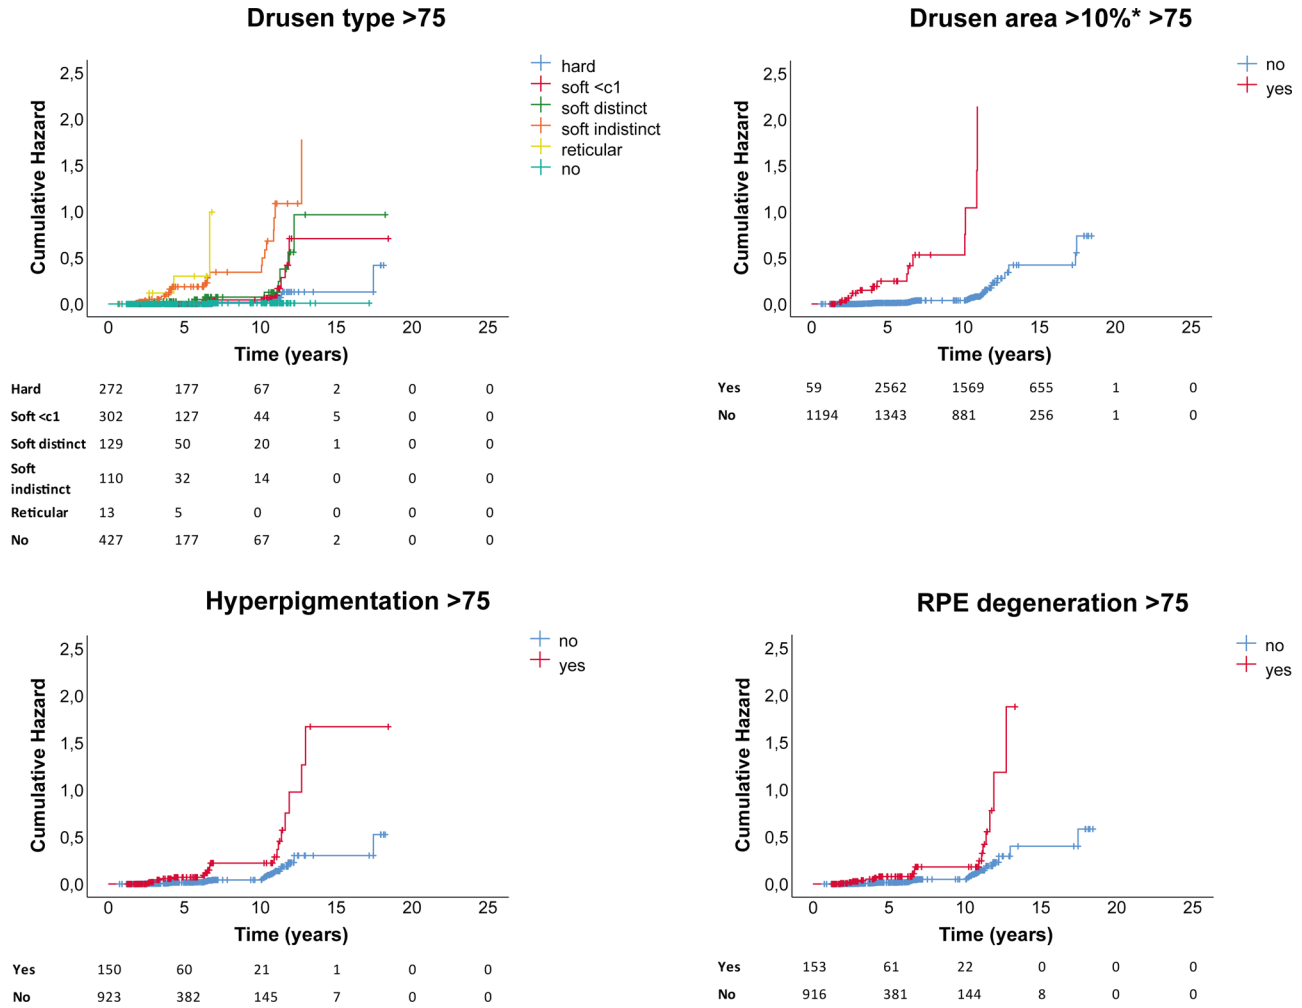 Drusen type >75
2,5
2,0
1,5
1,0
0,5
0,0
Cumulative Hazard
0 5 10 15 20 25
Time (years)
hard
soft <c1
soft distinct
soft indistinct
reticular
no
Hard 272 177 67 2 0 0
Soft <c1 302 127 44 5 0 0
Soft distinct 129 50 20 1 0 0
Soft
indistinct 110 32 14 0 0 0
Reticular 13 5 0 0 0 0
No 427 177 67 2 0 0
Drusen area >10%* >75
2,5
2,0
1,5
1,0
0,5
0,0
Cumulative Hazard
0 5 10 15 20 25
Time (years)
no
yes
Yes 59 2562 1569 655 1 0
No 1194 1343 881 256 1 0
Hyperpigmentation >75
2,5
2,0
1,5
1,0
0,5
0,0
Cumulative Hazard
0 5 10 15 20 25
Time (years)
no
yes
Yes 150 60 21 1 0 0
No 923 382 145 7 0 0
RPE degeneration >75
2,5
2,0
1,5
1,0
0,5
0,0
Cumulative Hazard
0 5 10 15 20 25
Time (years)
no
yes
Yes 153 61 22 0 0 0
No 916 381 144 8 0 0